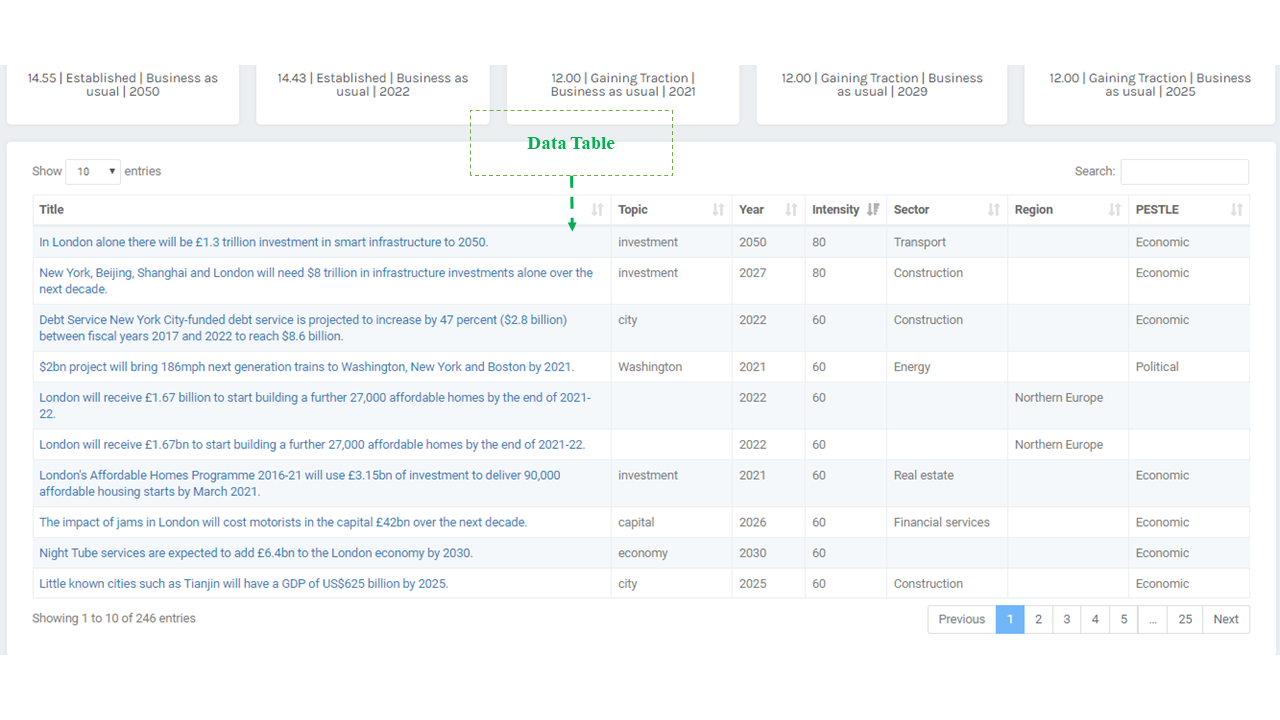 14.55 | Established | Business as
usual | 2050
14.43 | Established | Business as
usual | 2022
12.00 | Gaining Traction |
Business as usual | 2021
12.00 | Gaining Traction | Business
as usual | 2029
12.00 | Gaining Traction | Business
as usual | 2025
Data Table
Show 10 entries
Search:
Title Topic Year Intensity Sector Region PESTLE
In London alone there will be £1.3 trillion investment in smart infrastructure to 2050. investment 2050 80 Transport Economic
New York, Beijing, Shanghai and London will need $8 trillion in infrastructure investments alone over the investment 2027 80 Construction Economic
next decade.
Debt Service New York City-funded debt service is projected to increase by 47 percent ($2.8 billion) city 2022 60 Construction Economic
between fiscal years 2017 and 2022 to reach $8.6 billion.
$2bn project will bring 186mph next generation trains to Washington, New York and Boston by 2021. Washington 2021 60 Energy Political
London will receive £1.67 billion to start building a further 27,000 affordable homes by the end of 2021- 2022 60 Northern Europe
22.
London will receive £1.67bn to start building a further 27,000 affordable homes by the end of 2021-22. 2022 60 Northern Europe
London's Affordable Homes Programme 2016-21 will use £3.15bn of investment to deliver 90,000 investment 2021 60 Real estate Economic
affordable housing starts by March 2021.
The impact of jams in London will cost motorists in the capital £42bn over the next decade. capital 2026 60 Financial services Economic
Night Tube services are expected to add £6.4bn to the London economy by 2030. economy 2030 60 Economic
Little known cities such as Tianjin will have a GDP of US$625 billion by 2025. city 2025 60 Construction Economic
Showing 1 to 10 of 246 entries
Previous 1 2 3 4 5 ... 25 Next